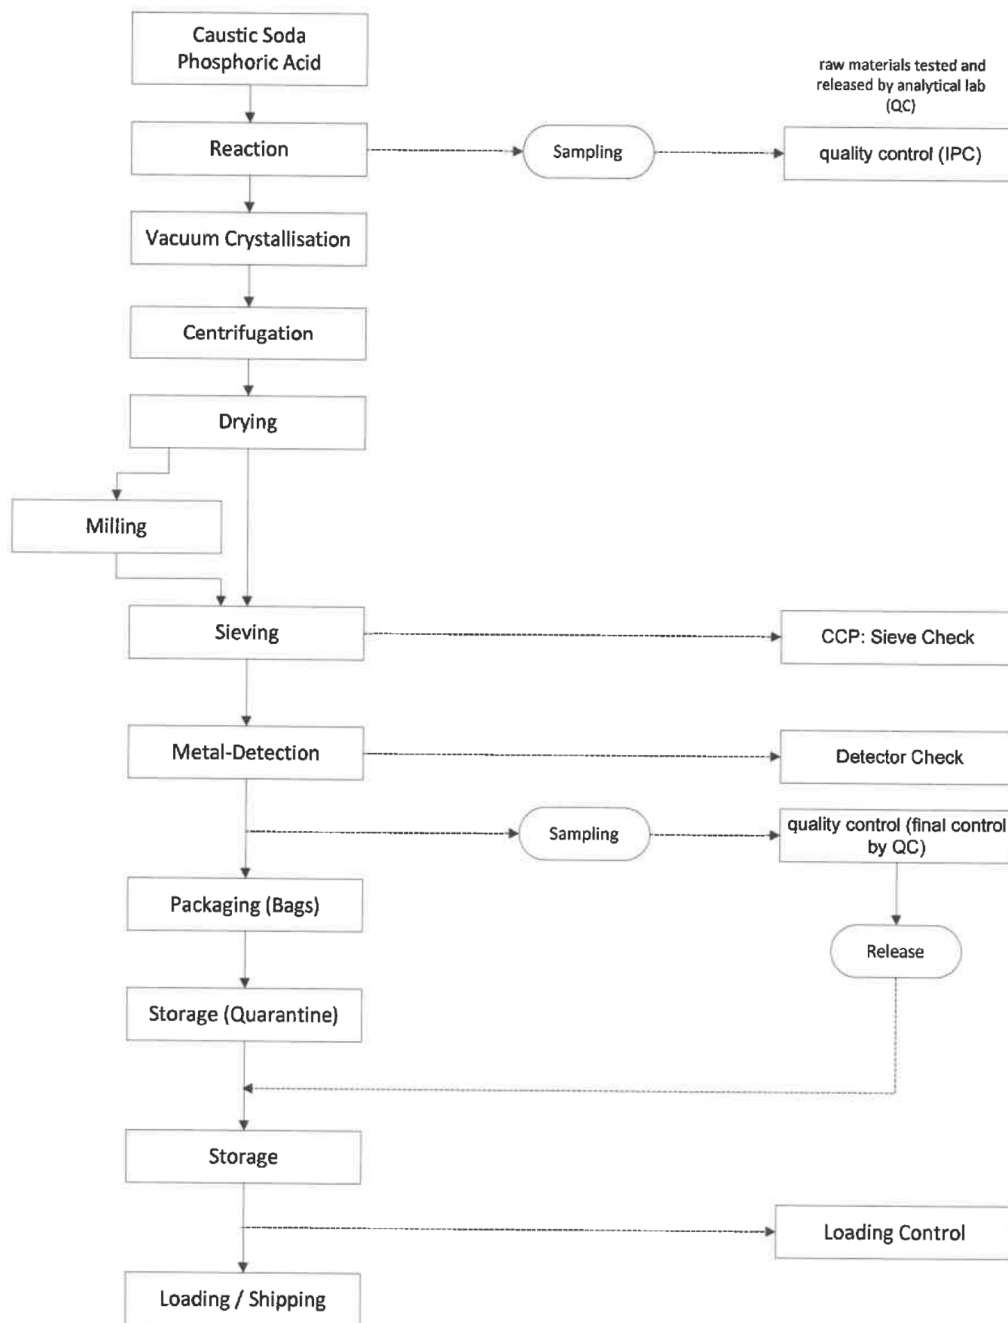 Caustic Soda
Phosphoric Acid
raw materials tested and
released by analytical lab
(QC)
Reaction
Sampling
quality control (IPC)
Vacuum Crystallisation
Centrifugation
Drying
Milling
Sieving
CCP: Sieve Check
Metal-Detection
Detector Check
Sampling
quality control (final control
by QC)
Packaging (Bags)
Release
Storage (Quarantine)
Storage
Loading Control
Loading / Shipping